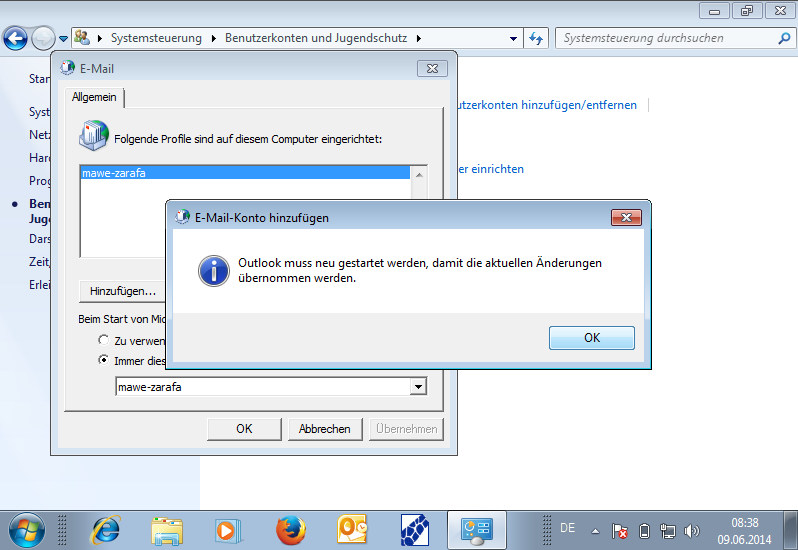 Systemsteuerung
Benutzerkonten und Jugendschutz
Systemsteuerung durchsuchen
E-Mail
Allgemein
Folgende Profile sind auf diesem Computer eingerichtet:
mawe-zarafa
E-Mail-Konto hinzufügen
Outlook muss neu gestartet werden, damit die aktuellen Änderungen
übernommen werden.
OK
Hinzufügen...
Beim Start von Mic
Zu verwen
Immer dies
mawe-zarafa
OK
Abbrechen
Übernehmen
Star
Sys
Netz
Hard
Prog
Ben
Juge
Dars
Zeit,
Erlei
utzerkonten hinzufügen/entfernen
er einrichten
DE
08:38
09.06.2014